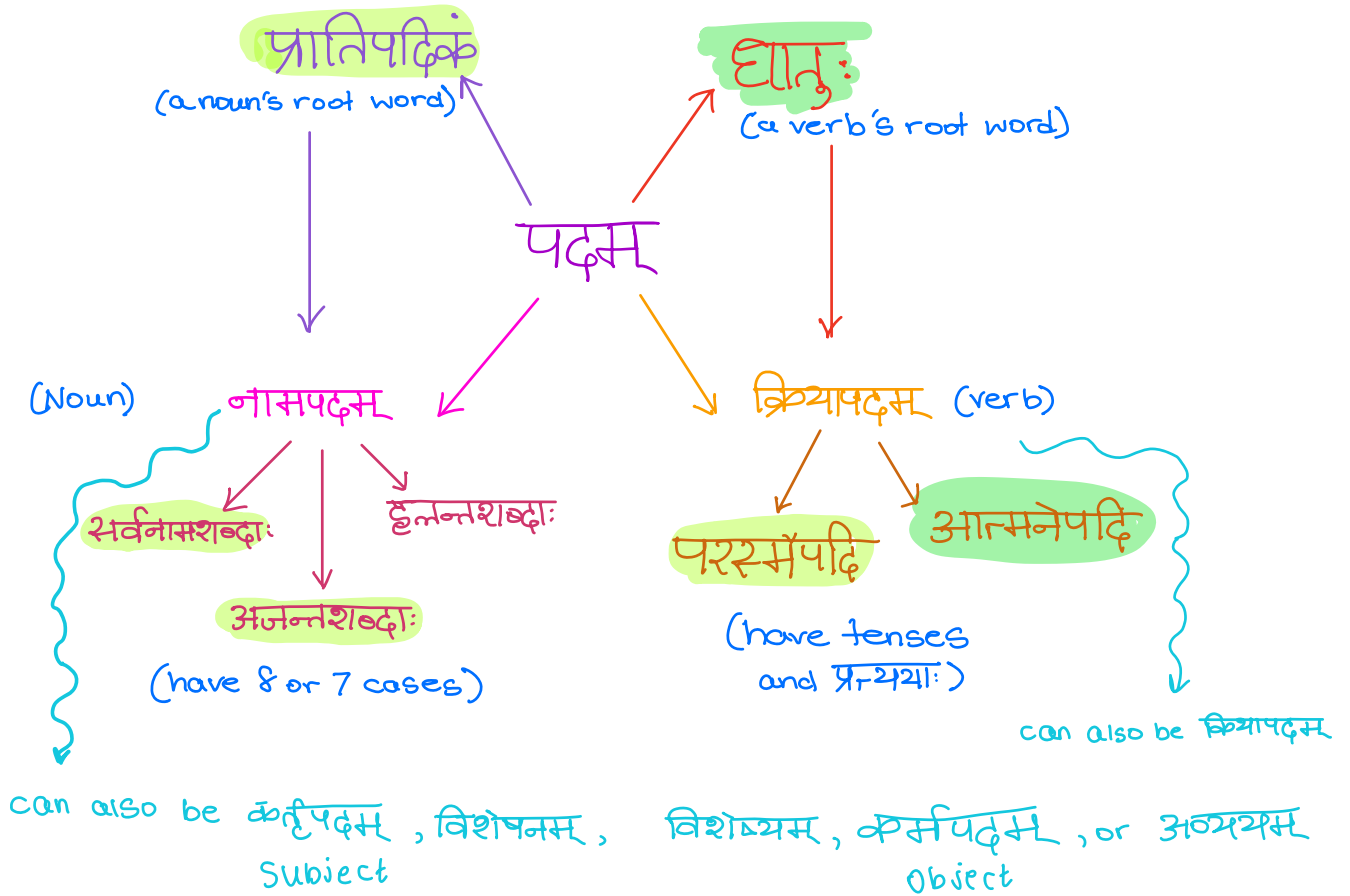 प्रातिपदिकं
धातुः
(a noun's root word)
(a verb's root word)
पदम्
(Noun)
नामपदम्
क्रियापदम्
(verb)
सर्वनामशब्दाः
हलन्तशब्दाः
परस्मैपदि
आत्मनेपदि
अजन्तशब्दाः
(have 8 or 7 cases)
(have tenses
and प्रत्ययाः)
can also be क्रियापदम्
can also be कर्तृपदम्, विशेषनम्, विशेष्यम्, कर्मपदम्, or अव्ययम्
Subject
Object